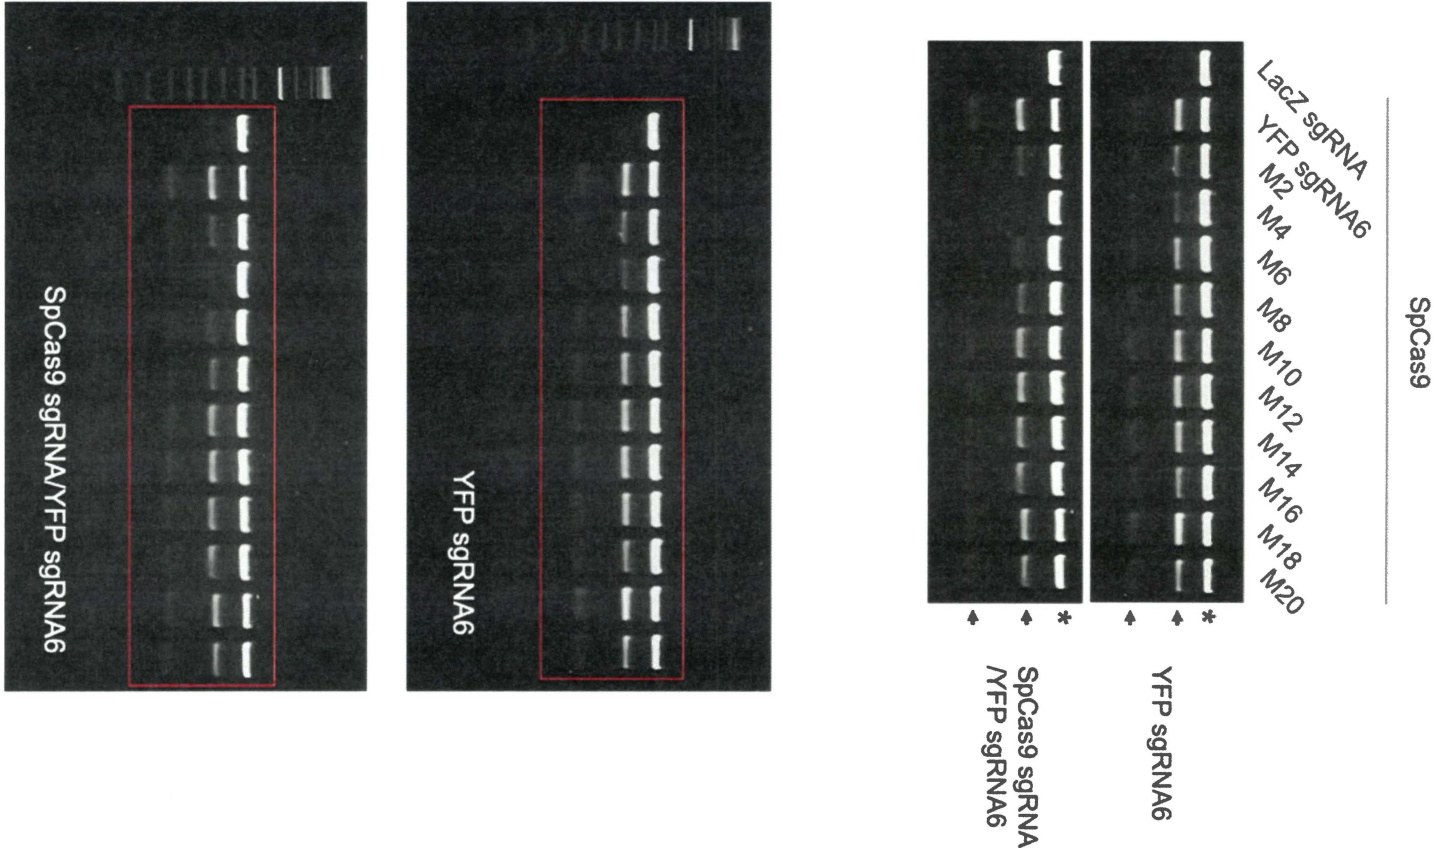 SpCas9
LacZ sgRNA
YFP sgRNA6
M2
M4
M6
M8
M10
M12
M14
M16
M18
M20
*
YFP sgRNA6
*
SpCas9 sgRNA
/YFP sgRNA6
YFP sgRNA6
SpCas9 sgRNA/YFP sgRNA6